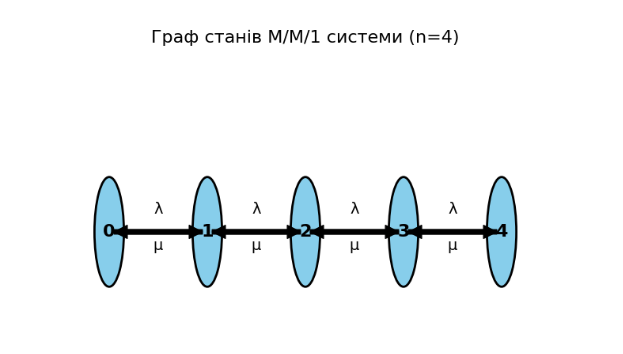 Граф станів M/M/1 системи (n=4)
λ λ λ λ
0 1 2 3 4
μ μ μ μ